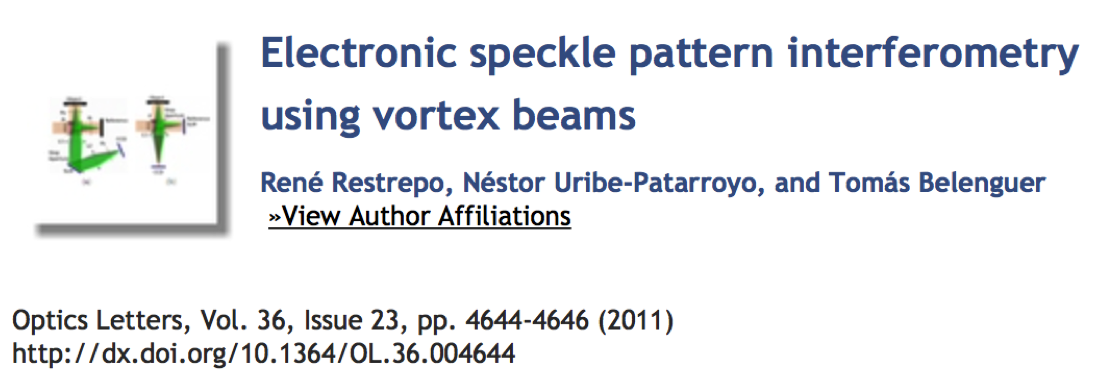 Electronic speckle pattern interferometry
using vortex beams
René Restrepo, Néstor Uribe-Patarroyo, and Tomás Belenguer
»View Author Affiliations
Optics Letters, Vol. 36, Issue 23, pp. 4644-4646 (2011)
http://dx.doi.org/10.1364/OL.36.004644